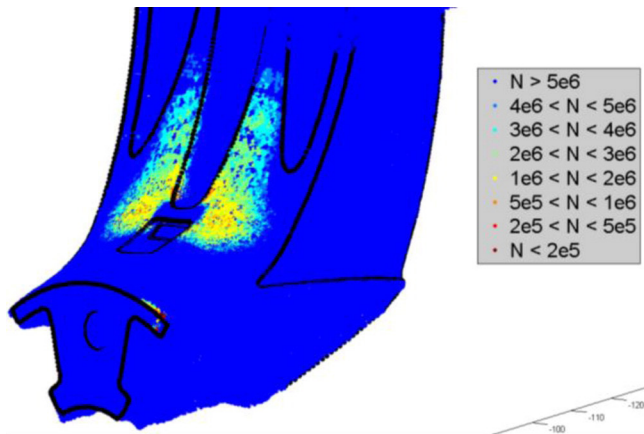 N > 5e6
4e6 < N < 5e6
3e6 < N < 4e6
2e6 < N < 3e6
1e6 < N < 2e6
5e5 < N < 1e6
2e5 < N < 5e5
N < 2e5
-120
-110
-100